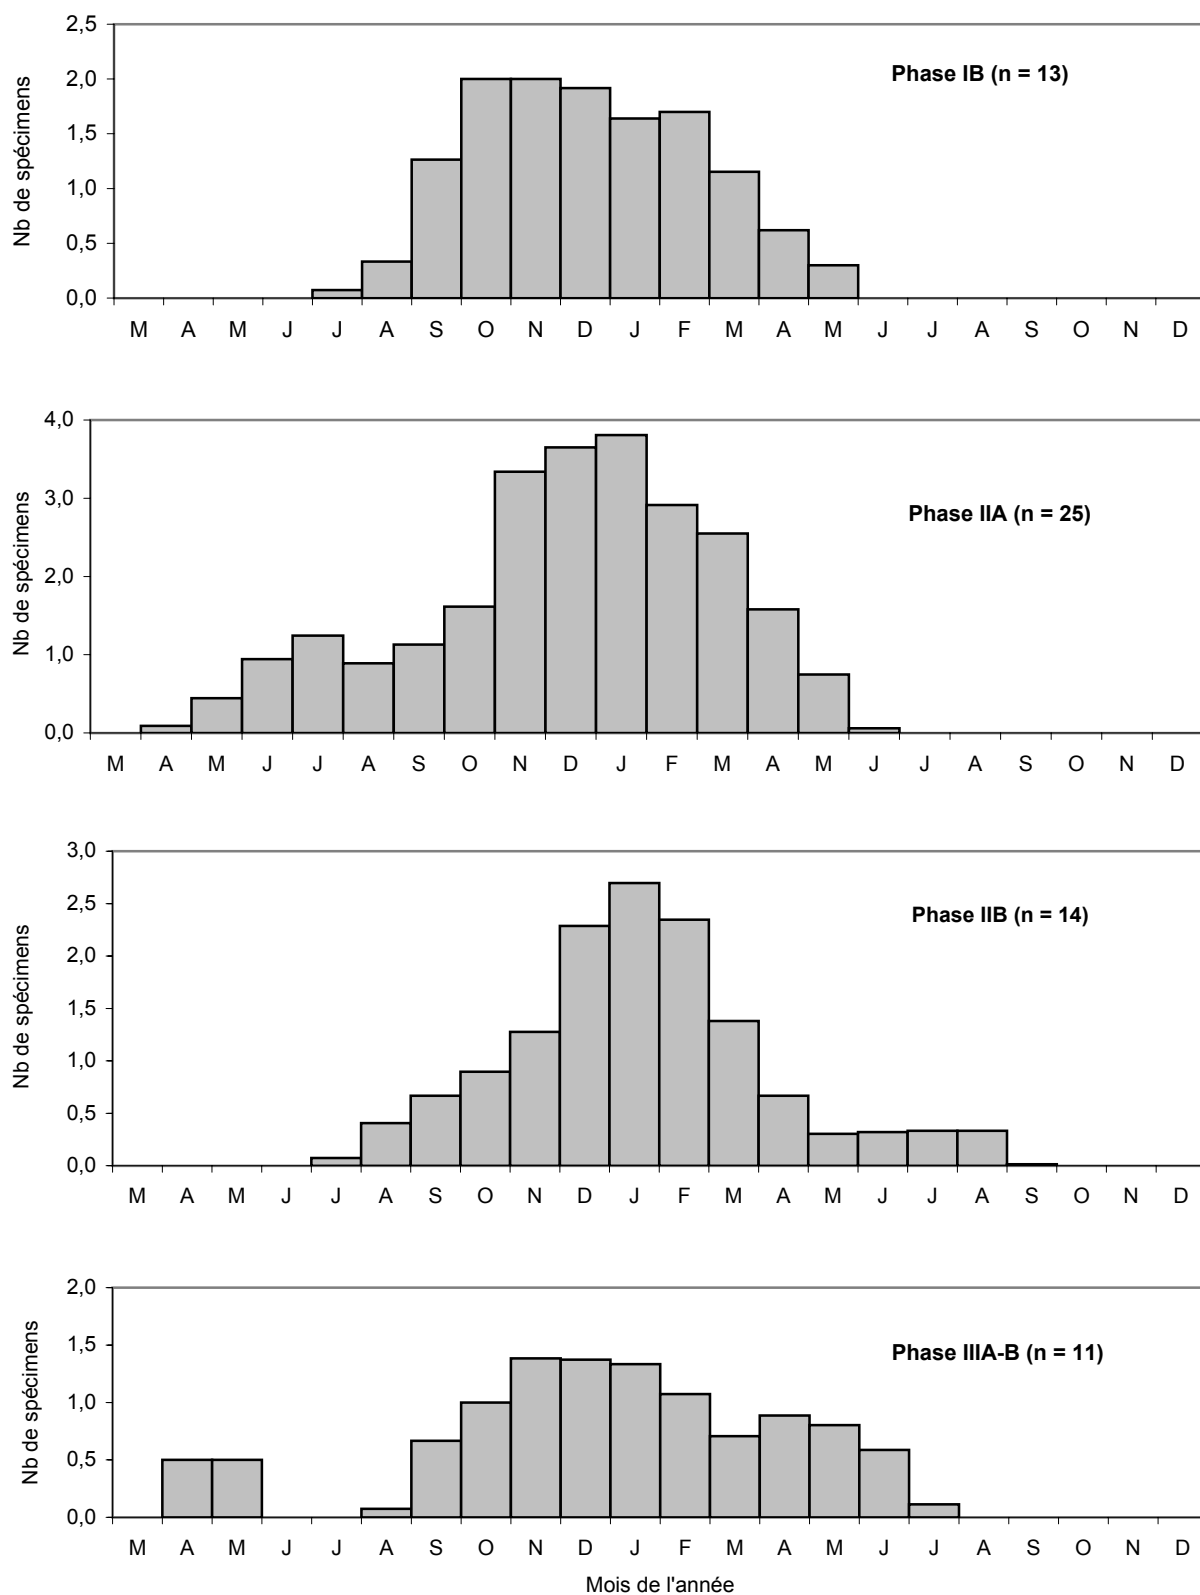 2,5
Phase IB (n = 13)
2,0
1,5
1,0
0,5
0,0
Nb de spécimens
M A M J J A S O N D J F M A M J J A S O N D
4,0
3,0
Phase IIA (n = 25)
2,0
1,0
0,0
Nb de spécimens
M A M J J A S O N D J F M A M J J A S O N D
3,0
2,5
Phase IIB (n = 14)
2,0
1,5
1,0
0,5
0,0
Nb de spécimens
M A M J J A S O N D J F M A M J J A S O N D
2,0
1,5
Phase IIIA-B (n = 11)
1,0
0,5
0,0
Nb de spécimens
M A M J J A S O N D J F M A M J J A S O N D
Mois de l'année